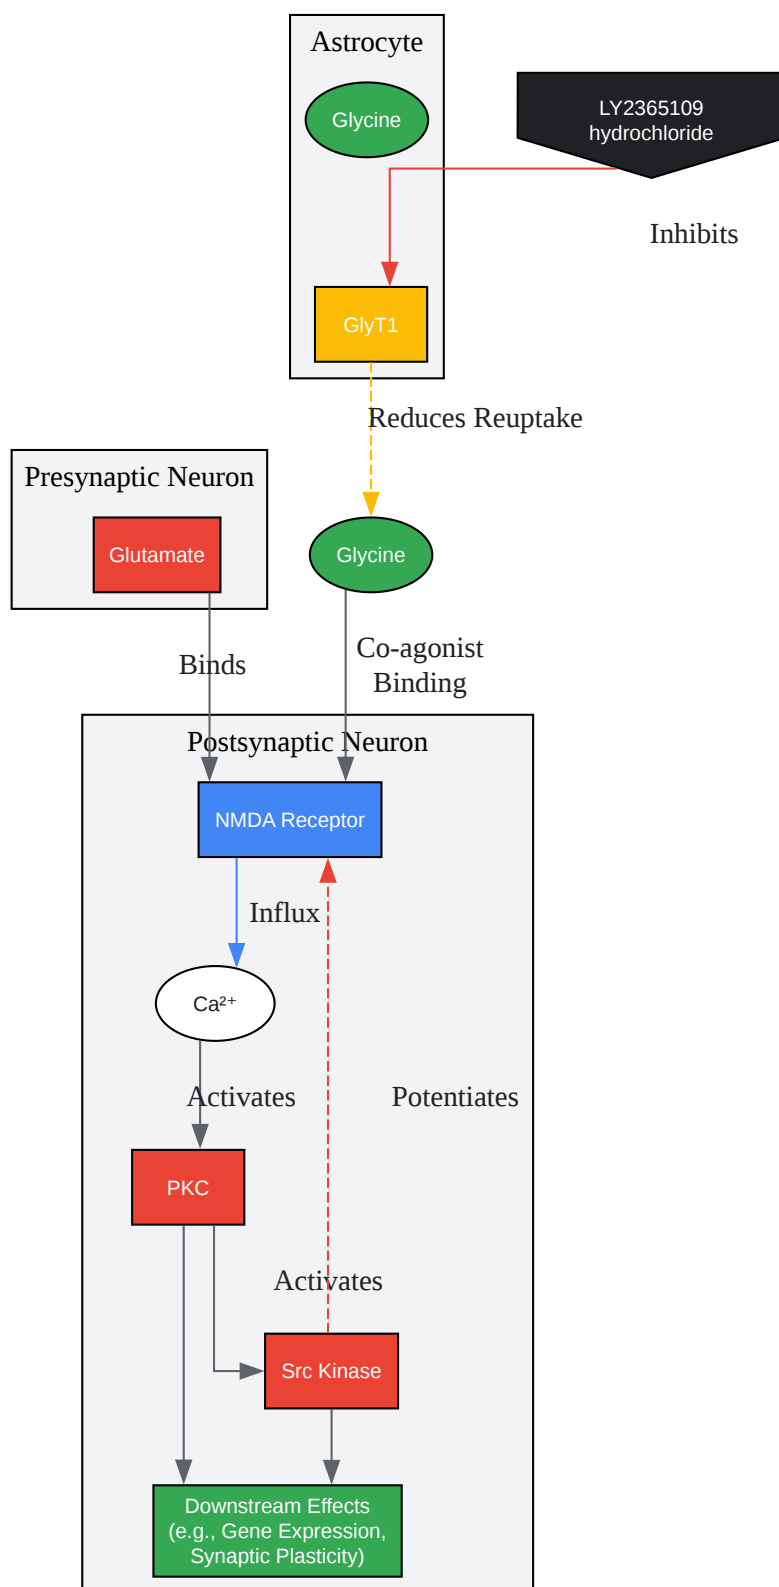 Astrocyte
Glycine
LY2365109
hydrochloride
Inhibits
GlyT1
Reduces Reuptake
Presynaptic Neuron
Glutamate
Glycine
Binds
Co-agonist
Binding
Postsynaptic Neuron
NMDA Receptor
Influx
Ca²⁺
Activates
Potentiates
PKC
Activates
Src Kinase
Downstream Effects
(e.g., Gene Expression,
Synaptic Plasticity)